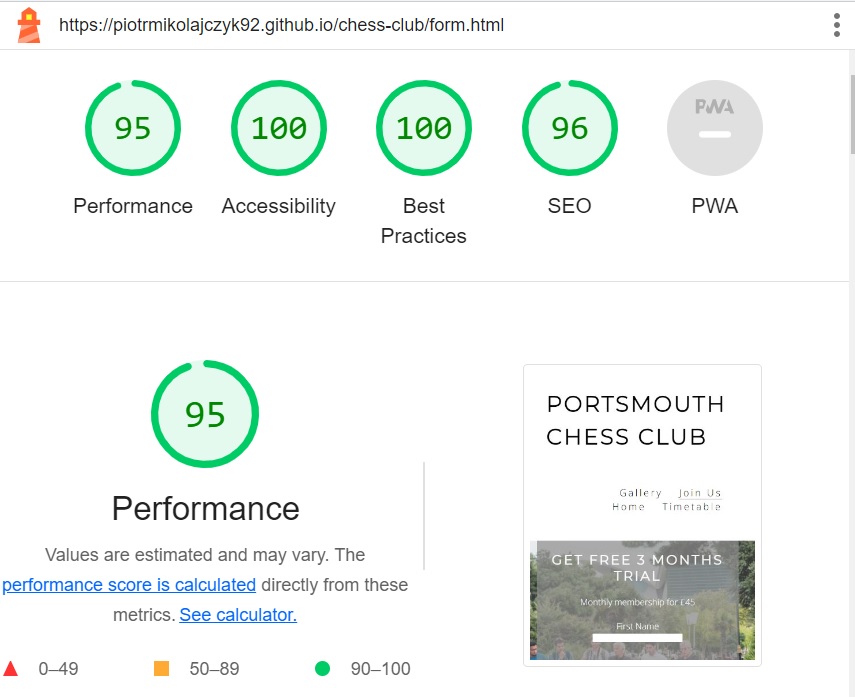 https://piotrmikolajczyk92.github.io/chess-club/form.html
95
100
100
96
PWA
Performance
Accessibility
Best
Practices
SEO
PWA
95
Performance
Values are estimated and may vary. The
performance score is calculated directly from these
metrics. See calculator.
0–49
50–89
90–100
PORTSMOUTH
CHESS CLUB
Gallery Join Us
Home Timetable
GET FREE 3 MONTHS
TRIAL
Monthly membership for £45
First Name